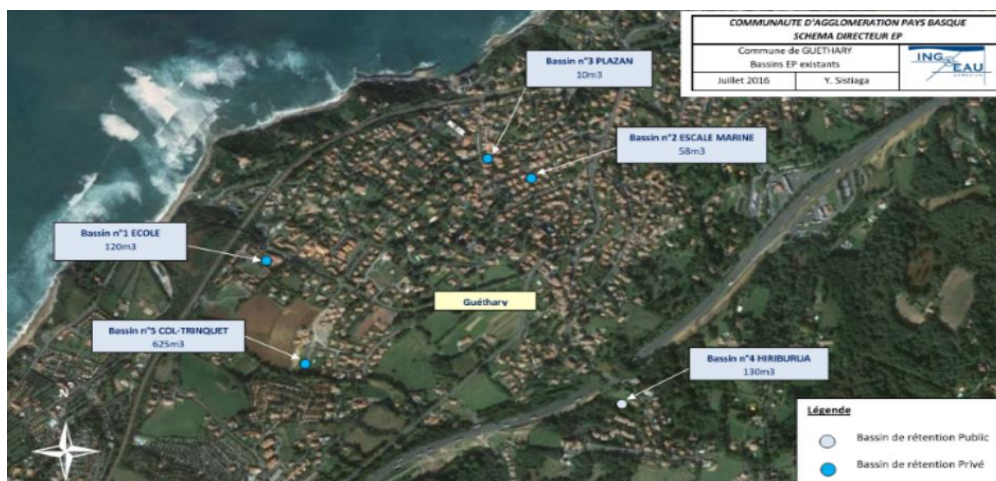 COMMUNAUTE D'AGGLOMERATION PAYS BASQUE
SCHEMA DIRECTEUR EP
Commune de GUETHARY
Bassins EP existants
Juillet 2016
Y. Sistiaga
ING EAU
Bassin n°3 PLAZAN
10m3
Bassin n°2 ESCALE MARINE
58m3
Bassin n°1 ECOLE
120m3
Guéthary
Bassin n°5 COL-TRINQUET
625m3
Bassin n°4 HIRIBURUA
130m3
N
Légende
Bassin de rétention Public
Bassin de rétention Privé